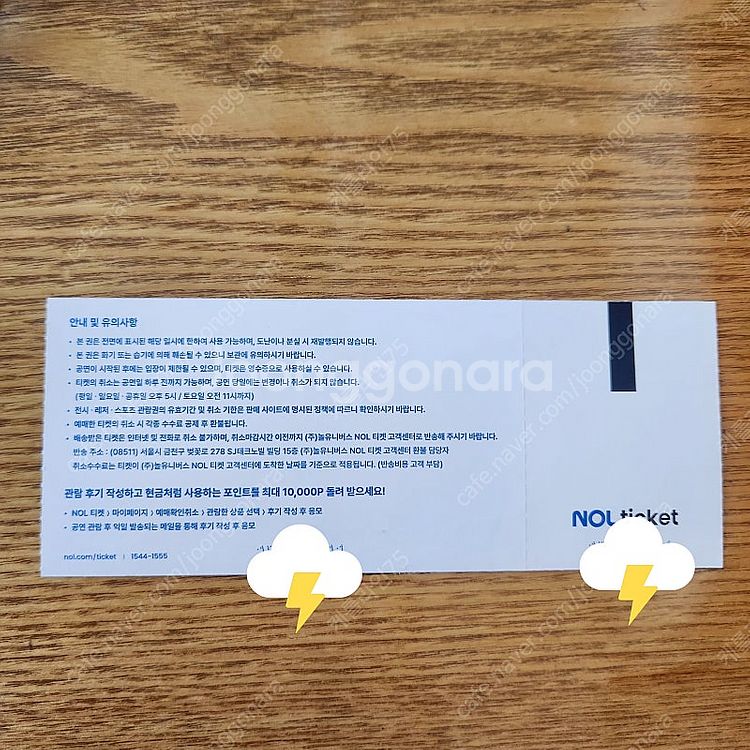 안내 및 유의사항
• 본 권은 전면에 표시된 해당 일시에 한하여 사용 가능하며, 도난이나 분실 시 재발행되지 않습니다.
• 본 권은 화기 또는 습기에 의해 훼손될 수 있으니 보관에 유의하시기 바랍니다.
• 공연이 시작된 후에는 입장이 제한될 수 있으며, 티켓은 영수증으로 사용하실 수 있습니다.
• 티켓의 취소는 공연일 하루 전까지 가능하며, 공연 당일에는 변경이나 취소가 되지 않습니다.
(평일·일요일·공휴일 오후 5시 / 토요일 오전 11시까지)
• 전시·레저·스포츠 관람권의 유효기간 및 취소 기한은 판매 사이트에 명시된 정책에 따르니 확인하시기 바랍니다.
• 예매한 티켓의 취소 시 각종 수수료 공제 후 환불됩니다.
• 배송받은 티켓은 인터넷 및 전화로 취소 불가하며, 취소마감시간 이전까지 (주)놀유니버스 NOL 티켓 고객센터로 반송해 주시기 바랍니다.
반송 주소 : (08511) 서울시 금천구 벚꽃로 278 SJ테크노빌 빌딩 15층 (주)놀유니버스 NOL 티켓 고객센터 환불 담당자
취소수수료는 티켓이 (주)놀유니버스 NOL 티켓 고객센터에 도착한 날짜를 기준으로 적용됩니다. (반송비용 고객 부담)
관람 후기 작성하고 현금처럼 사용하는 포인트를 최대 10,000P 돌려 받으세요!
• NOL 티켓 > 마이페이지 > 예매확인취소 > 관람한 상품 선택 > 후기 작성 후 응모
• 공연 관람 후 익일 발송되는 메일을 통해 후기 작성 후 응모
nol.com/ticket | 1544-1555
NOL ticket
ggonara
cafe.naver.com/joonggonara